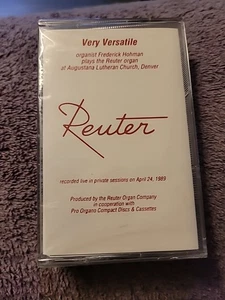 Very Versatile
organist Frederick Hohman
plays the Reuter organ
at Augustana Lutheran Church, Denver
Reuter
recorded live in private sessions on April 24, 1989
Produced by the Reuter Organ Company
in cooperation with
Pro Organo Compact Discs & Cassettes